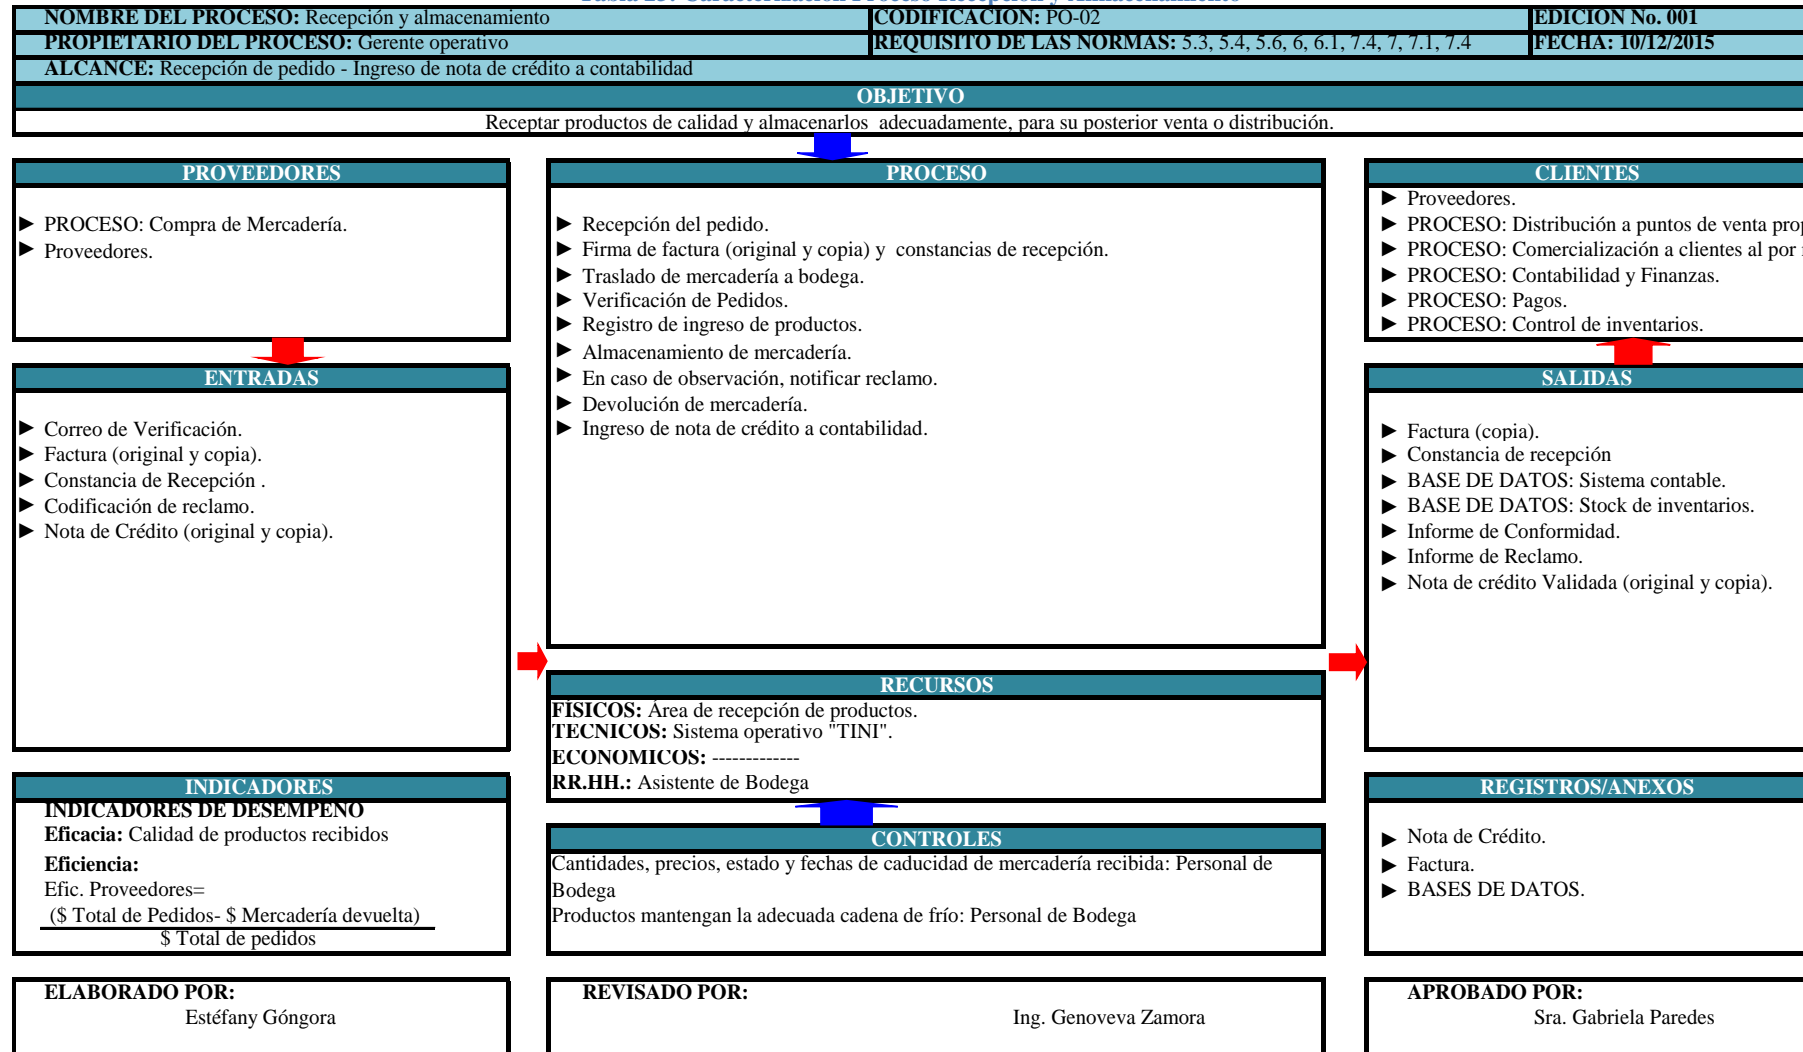 NOMBRE DEL PROCESO: Recepción y almacenamiento
CODIFICACION: PO-02
EDICION No. 001
PROPIETARIO DEL PROCESO: Gerente operativo
REQUISITO DE LAS NORMAS: 5.3, 5.4, 5.6, 6, 6.1, 7.4, 7, 7.1, 7.4
FECHA: 10/12/2015
ALCANCE: Recepción de pedido - Ingreso de nota de crédito a contabilidad
OBJETIVO
Receptar productos de calidad y almacenarlos adecuadamente, para su posterior venta o distribución.
PROVEEDORES
► PROCESO: Compra de Mercadería.
► Proveedores.
ENTRADAS
► Correo de Verificación.
► Factura (original y copia).
► Constancia de Recepción .
► Codificación de reclamo.
► Nota de Crédito (original y copia).
PROCESO
► Recepción del pedido.
► Firma de factura (original y copia) y constancias de recepción.
► Traslado de mercadería a bodega.
► Verificación de Pedidos.
► Registro de ingreso de productos.
► Almacenamiento de mercadería.
► En caso de observación, notificar reclamo.
► Devolución de mercadería.
► Ingreso de nota de crédito a contabilidad.
CLIENTES
► Proveedores.
► PROCESO: Distribución a puntos de venta
► PROCESO: Comercialización a clientes al por
► PROCESO: Contabilidad y Finanzas.
► PROCESO: Pagos.
► PROCESO: Control de inventarios.
SALIDAS
► Factura (copia).
► Constancia de recepción
► BASE DE DATOS: Sistema contable.
► BASE DE DATOS: Stock de inventarios.
► Informe de Conformidad.
► Informe de Reclamo.
► Nota de crédito Validada (original y copia).
RECURSOS
FÍSICOS: Área de recepción de productos.
TECNICOS: Sistema operativo "TINI".
ECONOMICOS: -------------
RR.HH.: Asistente de Bodega
INDICADORES
INDICADORES DE DESEMPEÑO
Eficacia: Calidad de productos recibidos
Eficiencia:
Efic. Proveedores=
($ Total de Pedidos- $ Mercadería devuelta)
$ Total de pedidos
CONTROLES
Cantidades, precios, estado y fechas de caducidad de mercadería recibida: Personal de
Bodega
Productos mantengan la adecuada cadena de frío: Personal de Bodega
REGISTROS/ANEXOS
► Nota de Crédito.
► Factura.
► BASES DE DATOS.
ELABORADO POR:
Estéfany Góngora
REVISADO POR:
Ing. Genoveva Zamora
APROBADO POR:
Sra. Gabriela Paredes